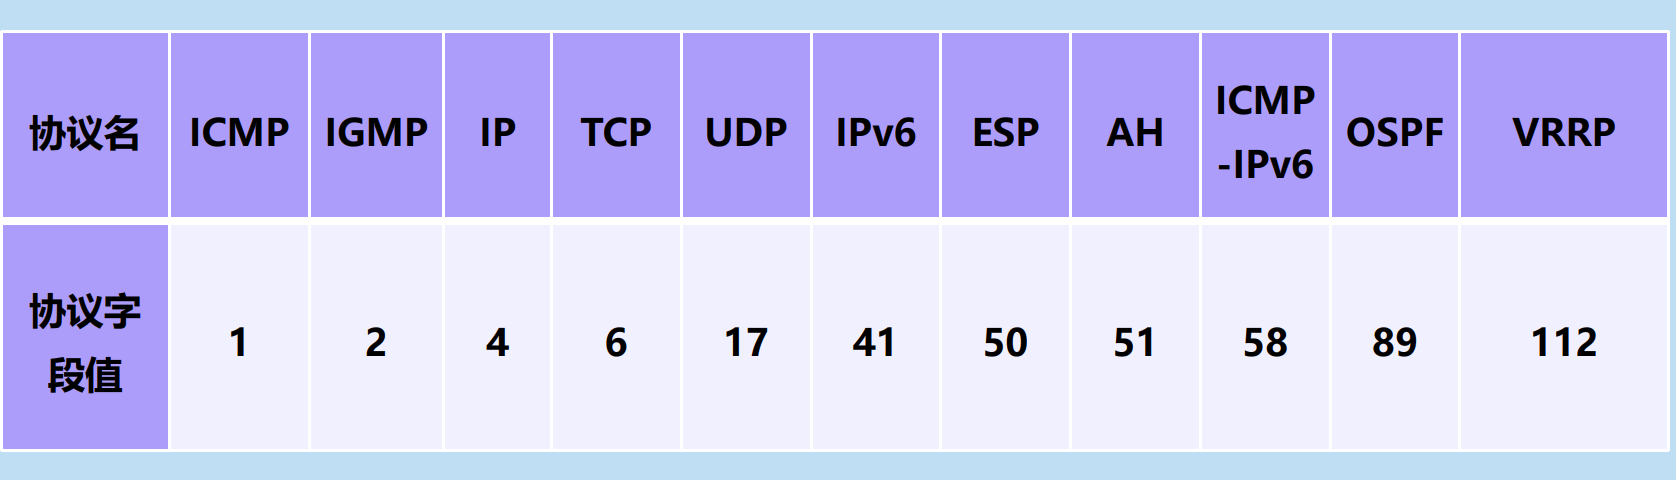 协议名 ICMP IGMP IP TCP UDP IPv6 ESP AH ICMP
-IPv6 OSPF VRRP
协议字
段值 1 2 4 6 17 41 50 51 58 89 112